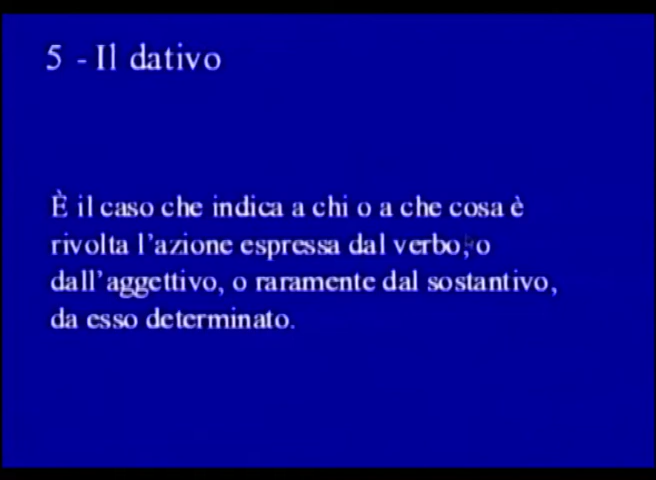 5 - Il dativo
È il caso che indica a chi o a che cosa è
rivolta l'azione espressa dal verbo, o
dall'aggettivo, o raramente dal sostantivo,
da esso determinato.